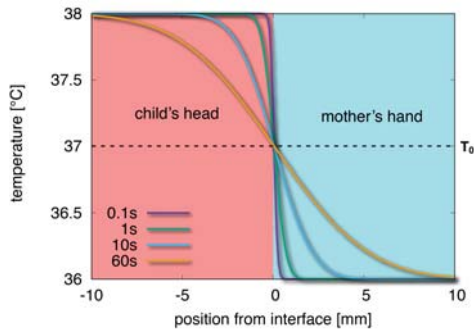 38
37.5
37
36.5
36
temperature [°C]
child's head
mother's hand
T₀
0.1s
1s
10s
60s
-10
-5
0
5
10
position from interface [mm]